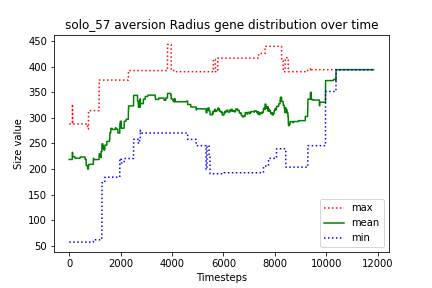 solo_57 aversion Radius gene distribution over time
450
400
350
300
250
200
150
100
50
Size value
max
mean
min
0 2000 4000 6000 8000 10000 12000
Timesteps